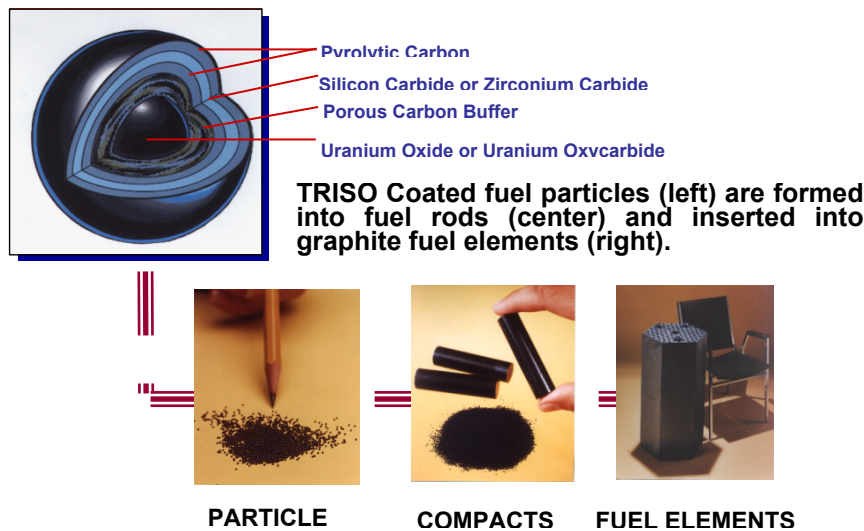 Pyrolytic Carbon
Silicon Carbide or Zirconium Carbide
Porous Carbon Buffer
Uranium Oxide or Uranium Oxycarbide
TRISO Coated fuel particles (left) are formed
into fuel rods (center) and inserted into
graphite fuel elements (right).
PARTICLE
COMPACTS
FUEL ELEMENTS